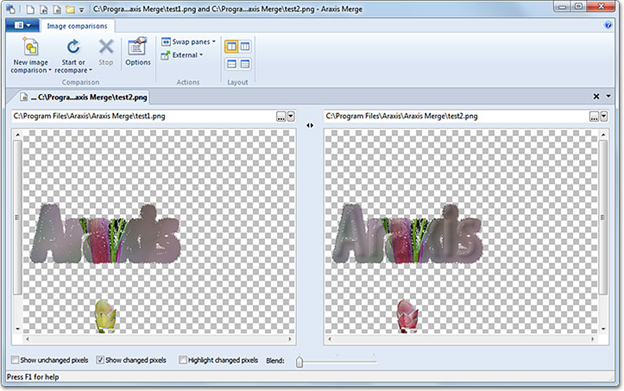 C:\Progra...axis Merge\test1.png and C:\Progra...axis Merge\test2.png - Araxis Merge
Image comparisons
New image comparison
Start or recompare
Stop
Options
Swap panes
External
Comparison
Actions
Layout
... C:\Progra...axis Merge\test2.png
C:\Program Files\Araxis\Araxis Merge\test1.png
C:\Program Files\Araxis\Araxis Merge\test2.png
Araxis
Araxis
Show unchanged pixels
Show changed pixels
Highlight changed pixels
Blend:
Press F1 for help